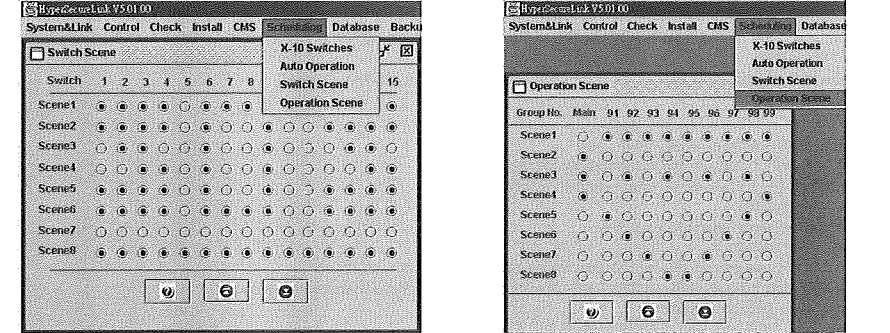 HyperSecureLink V5.01.00
System&Link Control Check Install CMS Scheduling Database Backu
X-10 Switches
Auto Operation
Switch Scene
Operation Scene
Switch Scene
Switch 1 2 3 4 5 6 7 8 15
Scene1
Scene2
Scene3
Scene4
Scene5
Scene6
Scene7
Scene8
HyperSecureLink V5.01.00
System&Link Control Check Install CMS Scheduling Database
X-10 Switches
Auto Operation
Switch Scene
Operation Scene
Operation Scene
Group No. Main 91 92 93 94 95 96 97 98 99
Scene1
Scene2
Scene3
Scene4
Scene5
Scene6
Scene7
Scene8